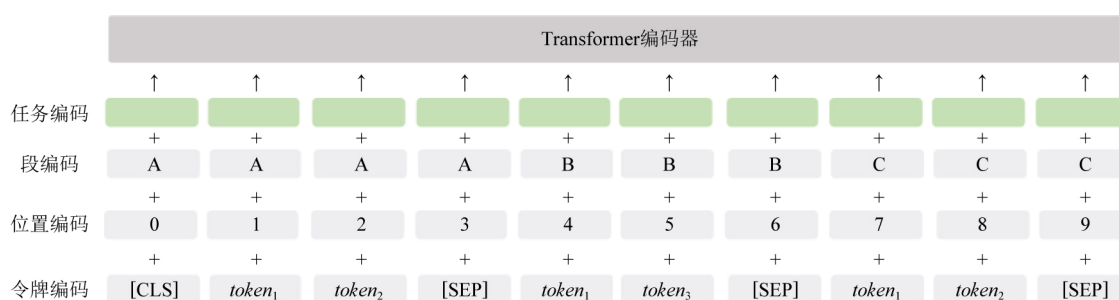 Transformer编码器
↑ ↑ ↑ ↑ ↑ ↑ ↑ ↑ ↑ ↑
任务编码
+ + + + + + + + + +
段编码 A A A A B B B C C C
+ + + + + + + + + +
位置编码 0 1 2 3 4 5 6 7 8 9
+ + + + + + + + + +
令牌编码 [CLS] token₁ token₂ [SEP] token₁ token₃ [SEP] token₁ token₂ [SEP]